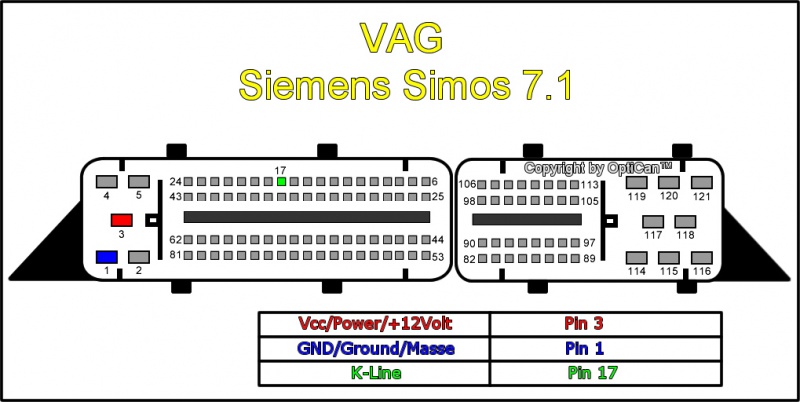 VAG
Siemens Simos 7.1
Copyright by OptiCan™
17
4 5 24 6 106 113 119 120 121
43 25 98 105
3 117 118
62 44 90 97
81 53 82 89
1 2 114 115 116
Vcc/Power/+12Volt Pin 3
GND/Ground/Masse Pin 1
K-Line Pin 17